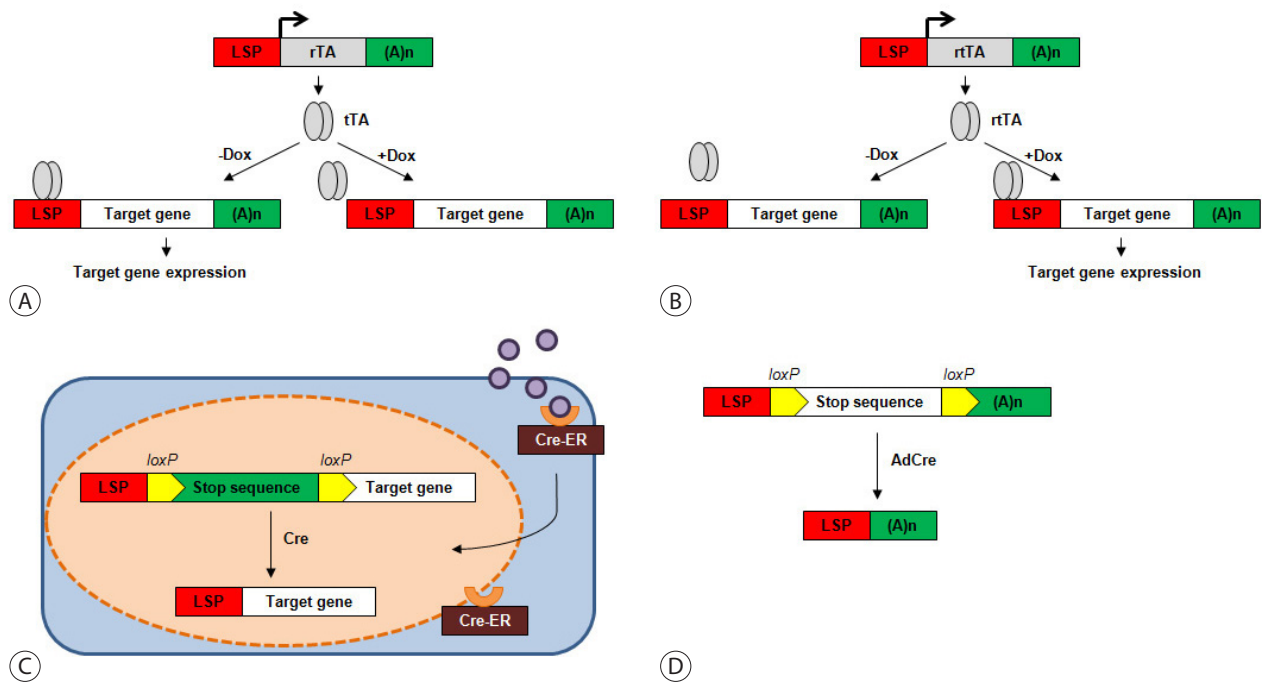 LSP rTA (A)n
tTA
-Dox +Dox
LSP Target gene (A)n
LSP Target gene (A)n
Target gene expression
A
LSP rtTA (A)n
rtTA
-Dox +Dox
LSP Target gene (A)n
LSP Target gene (A)n
Target gene expression
B
Cre-ER
loxP loxP
LSP Stop sequence Target gene
Cre
LSP Target gene
Cre-ER
C
loxP loxP
LSP Stop sequence (A)n
AdCre
LSP (A)n
D